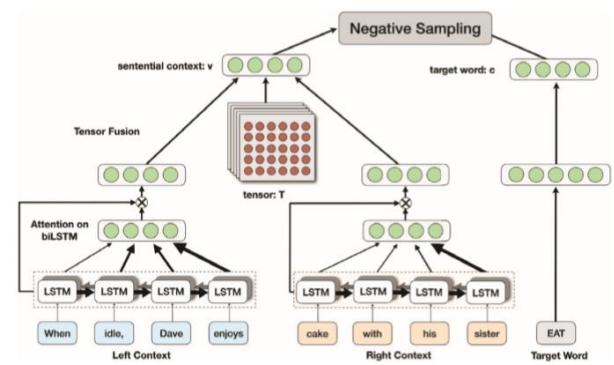 Negative Sampling
sentential context: v
target word: c
Tensor Fusion
tensor: T
Attention on
biLSTM
LSTM LSTM LSTM LSTM
LSTM LSTM LSTM LSTM
When idle, Dave enjoys
cake with his sister
EAT
Left Context
Right Context
Target Word